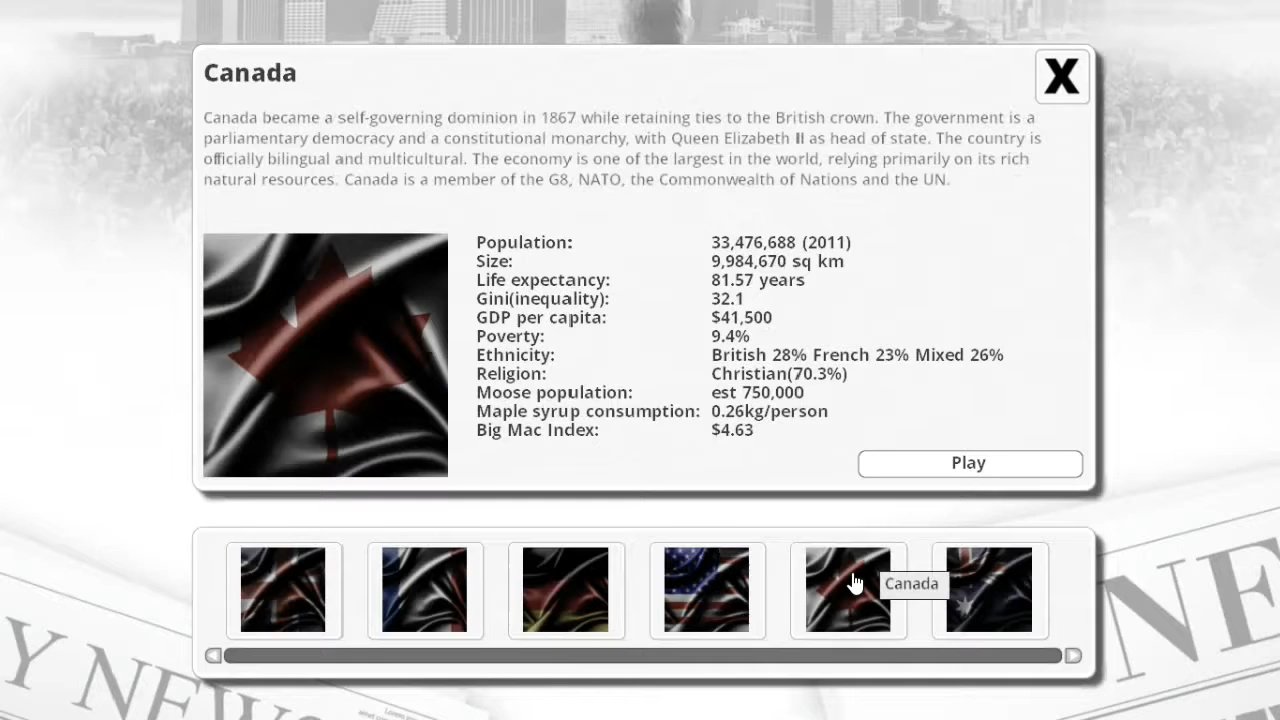 Canada
X
Canada became a self-governing dominion in 1867 while retaining ties to the British crown. The government is a
parliamentary democracy and a constitutional monarchy, with Queen Elizabeth II as head of state. The country is
officially bilingual and multicultural. The economy is one of the largest in the world, relying primarily on its rich
natural resources. Canada is a member of the G8, NATO, the Commonwealth of Nations and the UN.
Population: 33,476,688 (2011)
Size: 9,984,670 sq km
Life expectancy: 81.57 years
Gini(inequality): 32.1
GDP per capita: $41,500
Poverty: 9.4%
Ethnicity: British 28% French 23% Mixed 26%
Religion: Christian(70.3%)
Moose population: est 750,000
Maple syrup consumption: 0.26kg/person
Big Mac Index: $4.63
Play
Canada
Y NEWS
NE